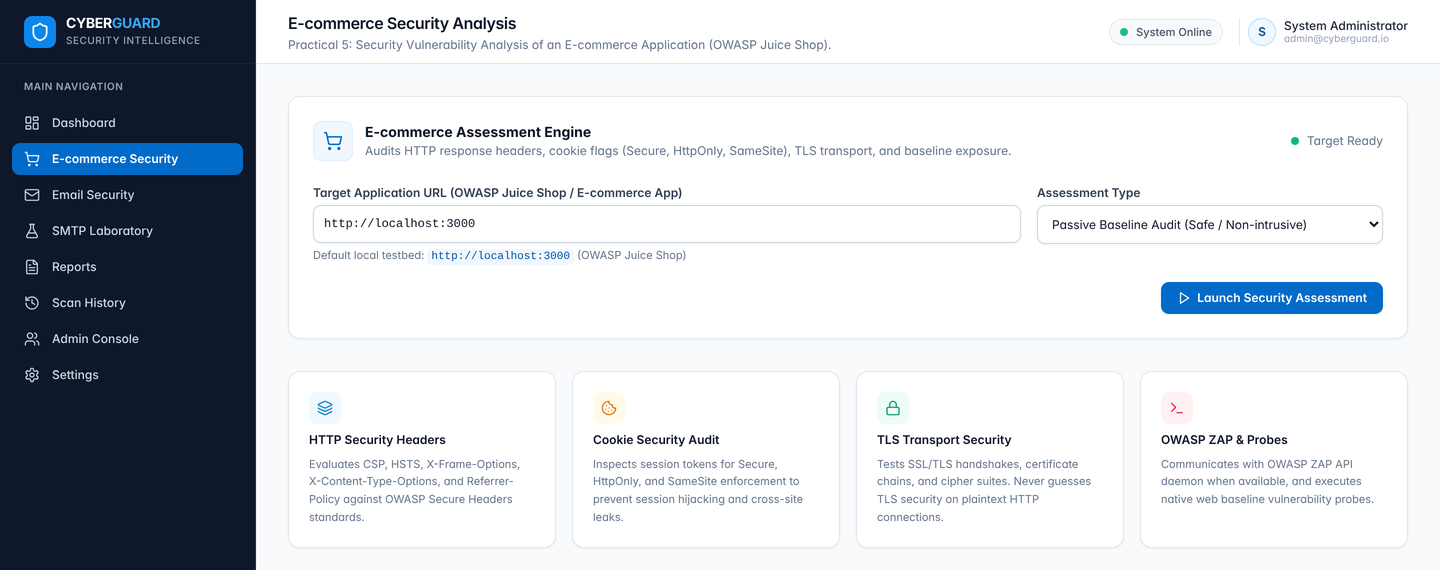 CYBERGUARD
SECURITY INTELLIGENCE
MAIN NAVIGATION
Dashboard
E-commerce Security
Email Security
SMTP Laboratory
Reports
Scan History
Admin Console
Settings
E-commerce Security Analysis
Practical 5: Security Vulnerability Analysis of an E-commerce Application (OWASP Juice Shop).
System Online
S
System Administrator
admin@cyberguard.io
E-commerce Assessment Engine
Audits HTTP response headers, cookie flags (Secure, HttpOnly, SameSite), TLS transport, and baseline exposure.
Target Ready
Target Application URL (OWASP Juice Shop / E-commerce App)
http://localhost:3000
Default local testbed: http://localhost:3000 (OWASP Juice Shop)
Assessment Type
Passive Baseline Audit (Safe / Non-intrusive)
Launch Security Assessment
HTTP Security Headers
Evaluates CSP, HSTS, X-Frame-Options,
X-Content-Type-Options, and Referrer-
Policy against OWASP Secure Headers
standards.
Cookie Security Audit
Inspects session tokens for Secure,
HttpOnly, and SameSite enforcement to
prevent session hijacking and cross-site
leaks.
TLS Transport Security
Tests SSL/TLS handshakes, certificate
chains, and cipher suites. Never guesses
TLS security on plaintext HTTP
connections.
OWASP ZAP & Probes
Communicates with OWASP ZAP API
daemon when available, and executes
native web baseline vulnerability probes.